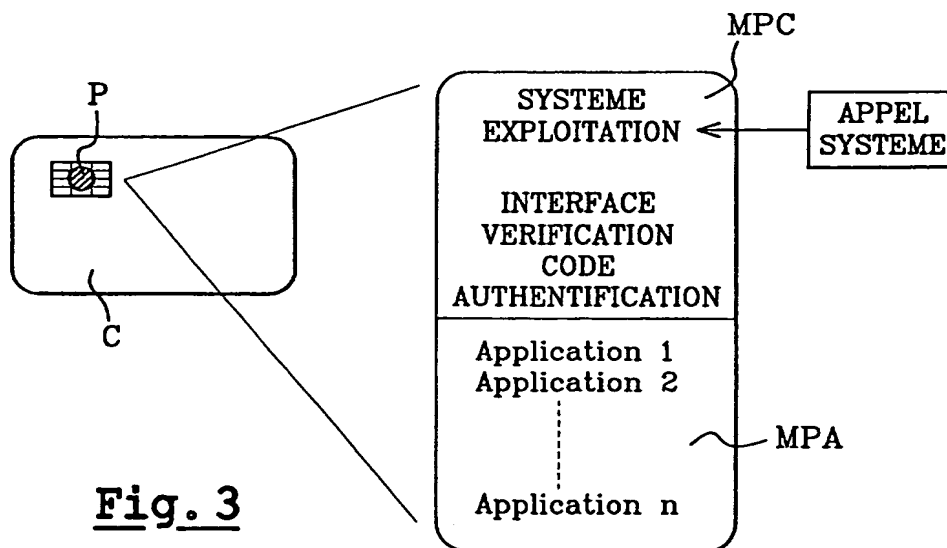 MPC
P
SYSTEME
EXPLOITATION
APPEL
SYSTEME
INTERFACE
VERIFICATION
CODE
AUTHENTIFICATION
C
Application 1
Application 2
MPA
Application n
Fig. 3